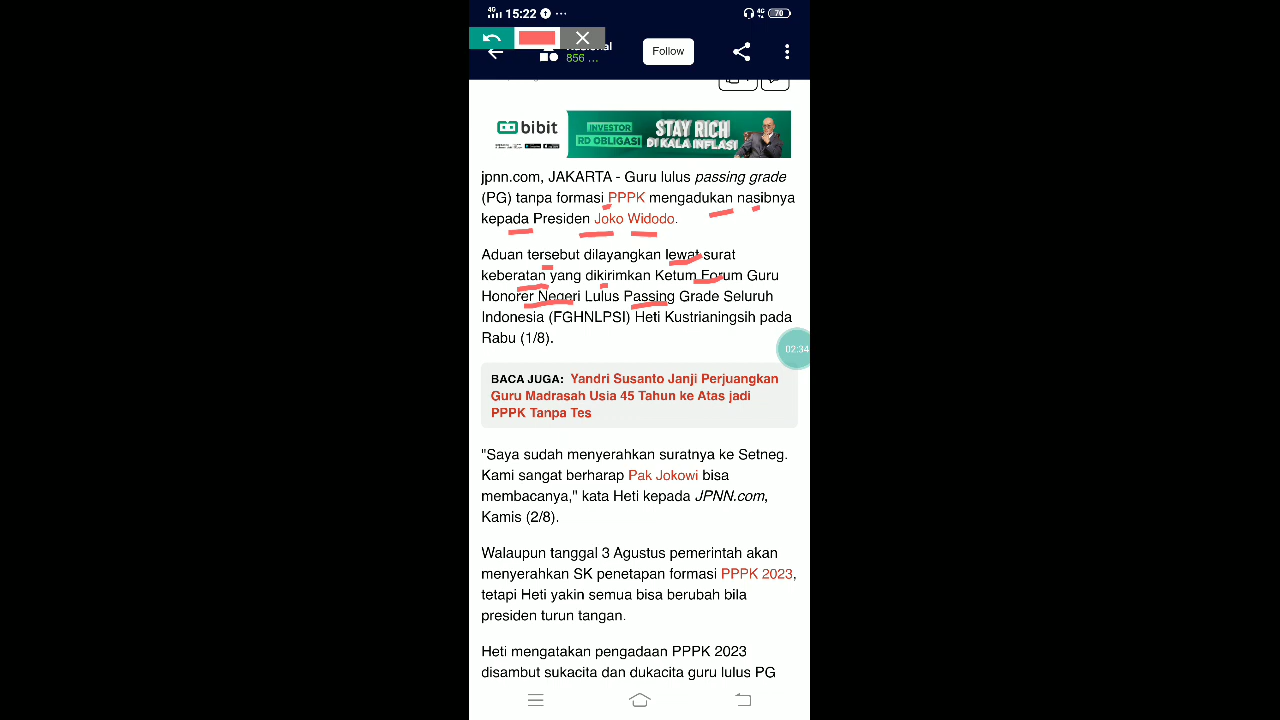 4G 15:22 ... 4G 70
856 ... Follow
bibit INVESTOR RD OBLIGASI STAY RICH DI KALA INFLASI
jpnn.com, JAKARTA - Guru lulus passing grade
(PG) tanpa formasi PPPK mengadukan nasibnya
kepada Presiden Joko Widodo.
Aduan tersebut dilayangkan lewat surat
keberatan yang dikirimkan Ketum Forum Guru
Honorer Negeri Lulus Passing Grade Seluruh
Indonesia (FGHNLPSI) Heti Kustrianingsih pada
Rabu (1/8).
02:34
BACA JUGA: Yandri Susanto Janji Perjuangkan
Guru Madrasah Usia 45 Tahun ke Atas jadi
PPPK Tanpa Tes
"Saya sudah menyerahkan suratnya ke Setneg.
Kami sangat berharap Pak Jokowi bisa
membacanya," kata Heti kepada JPNN.com,
Kamis (2/8).
Walaupun tanggal 3 Agustus pemerintah akan
menyerahkan SK penetapan formasi PPPK 2023,
tetapi Heti yakin semua bisa berubah bila
presiden turun tangan.
Heti mengatakan pengadaan PPPK 2023
disambut sukacita dan dukacita guru lulus PG